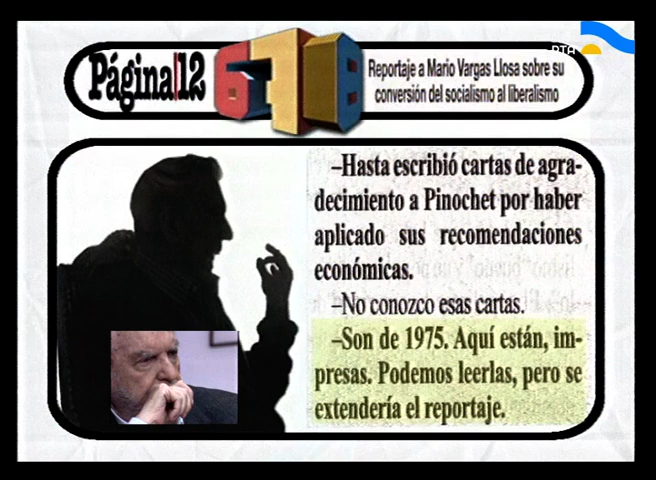 Página|12
678
Reportaje a Mario Vargas Llosa sobre su
conversión del socialismo al liberalismo
–Hasta escribió cartas de agra-
decimiento a Pinochet por haber
aplicado sus recomendaciones
económicas.
–No conozco esas cartas.
–Son de 1975. Aquí están, im-
presas. Podemos leerlas, pero se
extendería el reportaje.